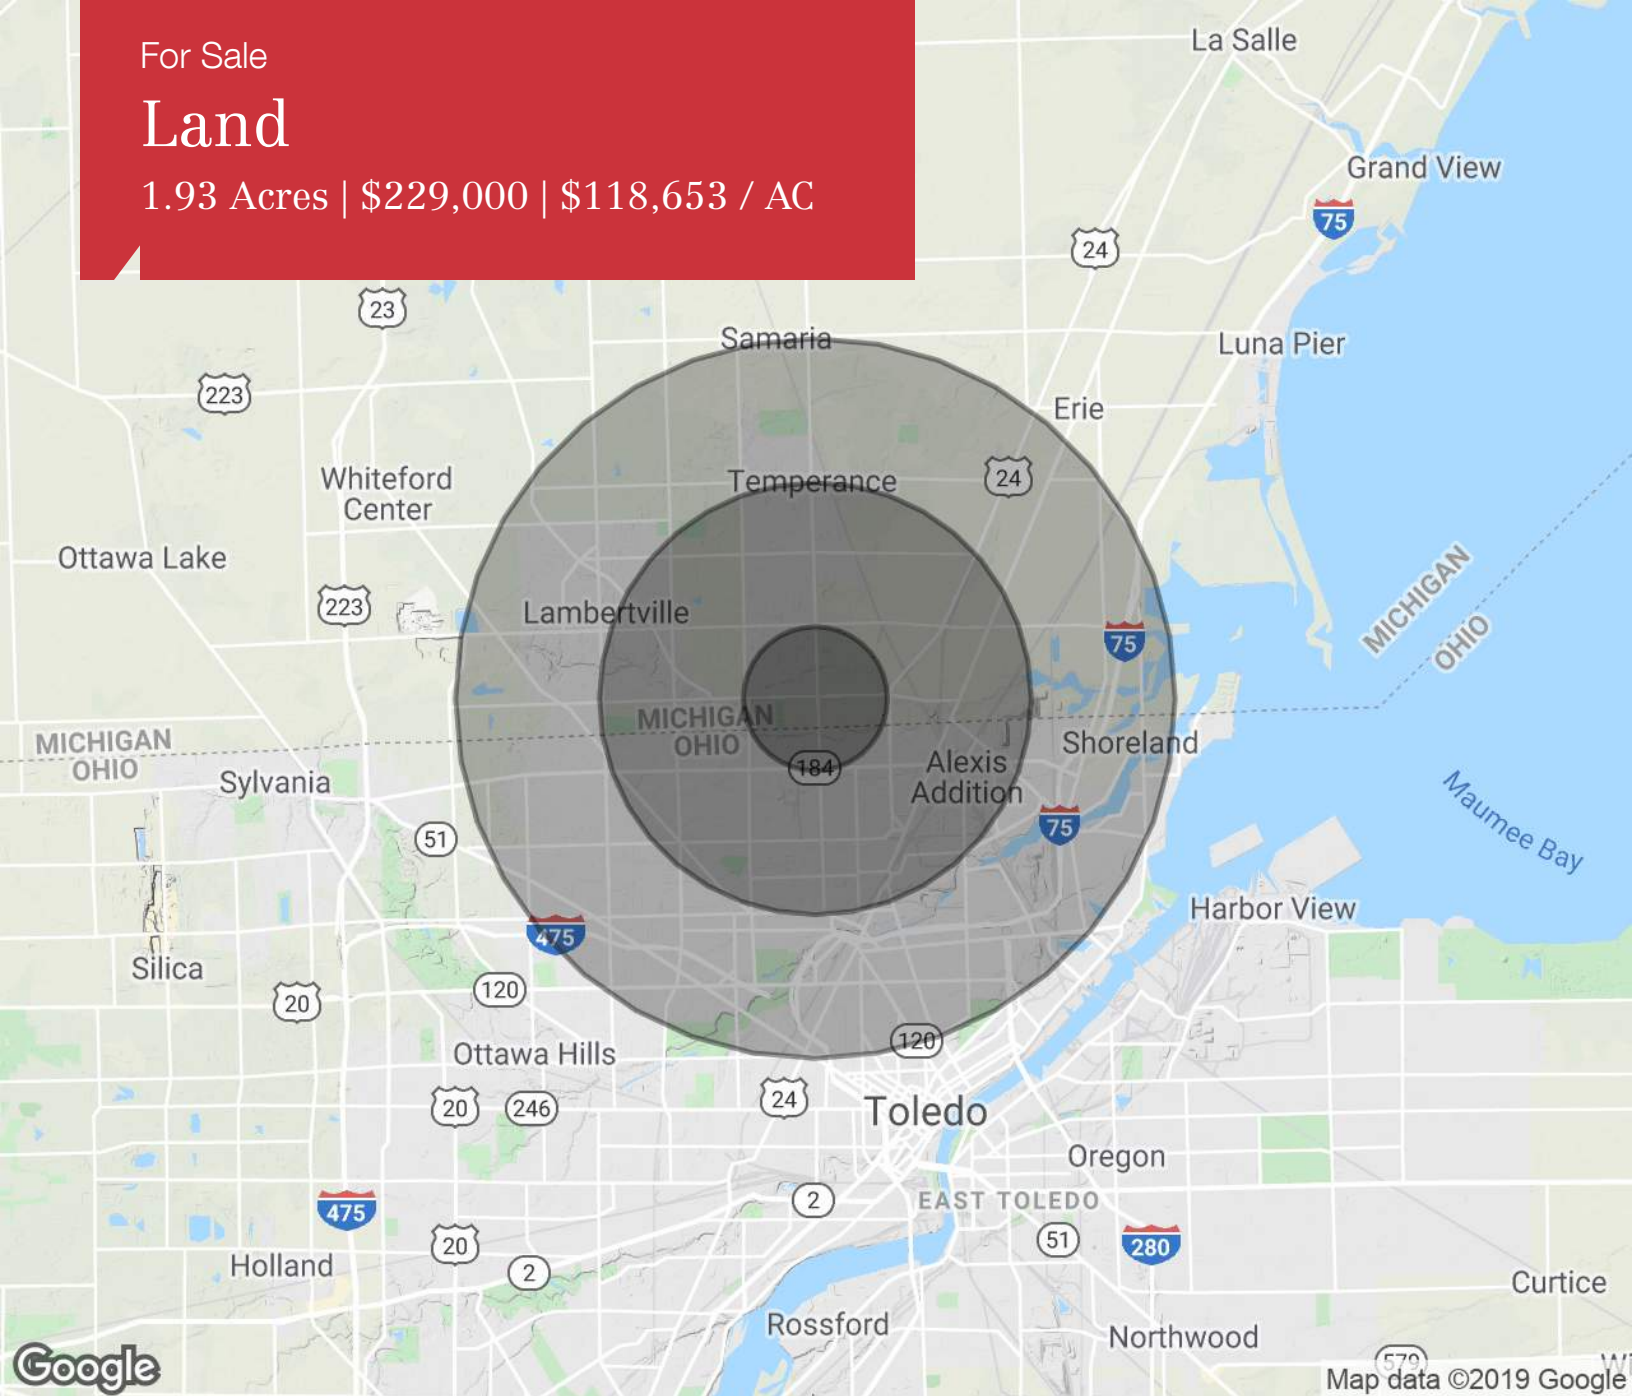 For Sale
Land
1.93 Acres | $229,000 | $118,653 / AC
La Salle
Grand View
75
24
23
Samaria
Luna Pier
223
Erie
Whiteford
Center
Temperance
24
Ottawa Lake
MICHIGAN
OHIO
223
Lambertville
75
MICHIGAN
OHIO
MICHIGAN
OHIO
Shoreland
Sylvania
184
Alexis
Addition
Maumee Bay
51
75
475
Harbor View
Silica
20
120
120
Ottawa Hills
20
246
24
Toledo
Oregon
475
2
EAST TOLEDO
20
51
280
Holland
2
Curtice
Rossford
Northwood
579
Google
Map data ©2019 Google